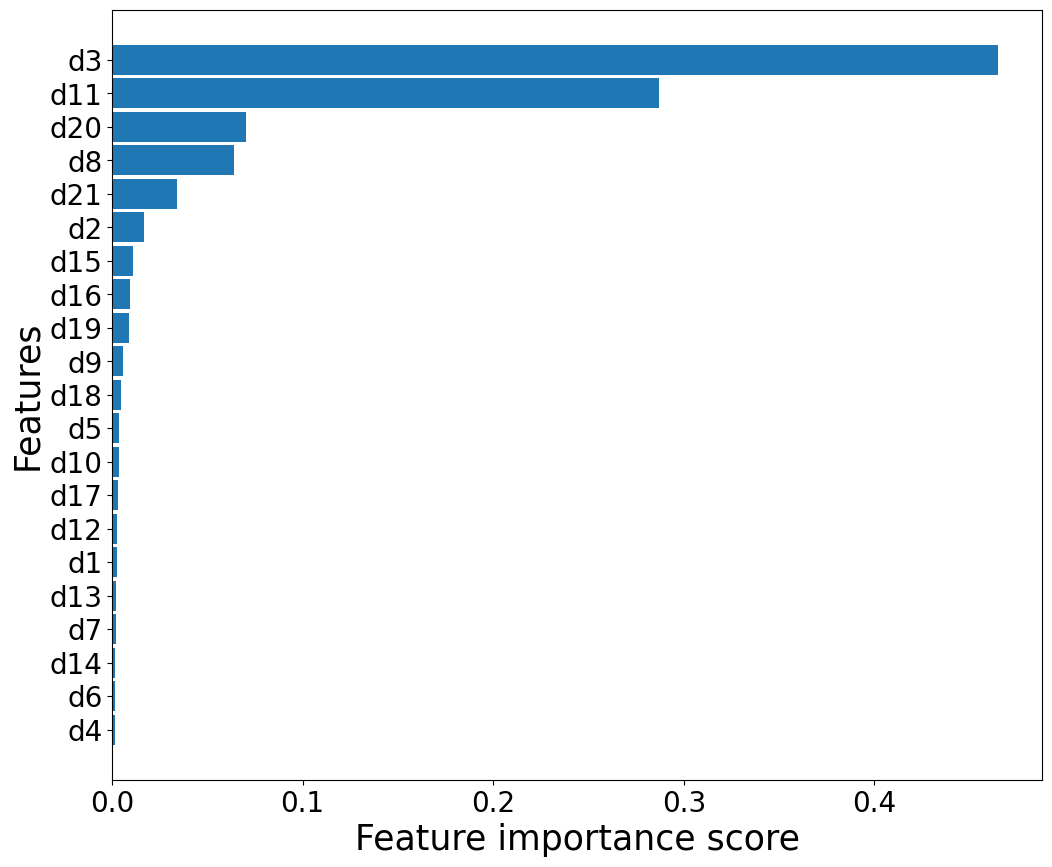 d3
d11
d20
d8
d21
d2
d15
d16
d19
d9
d18
d5
d10
d17
d12
d1
d13
d7
d14
d6
d4
Features
0.0 0.1 0.2 0.3 0.4
Feature importance score